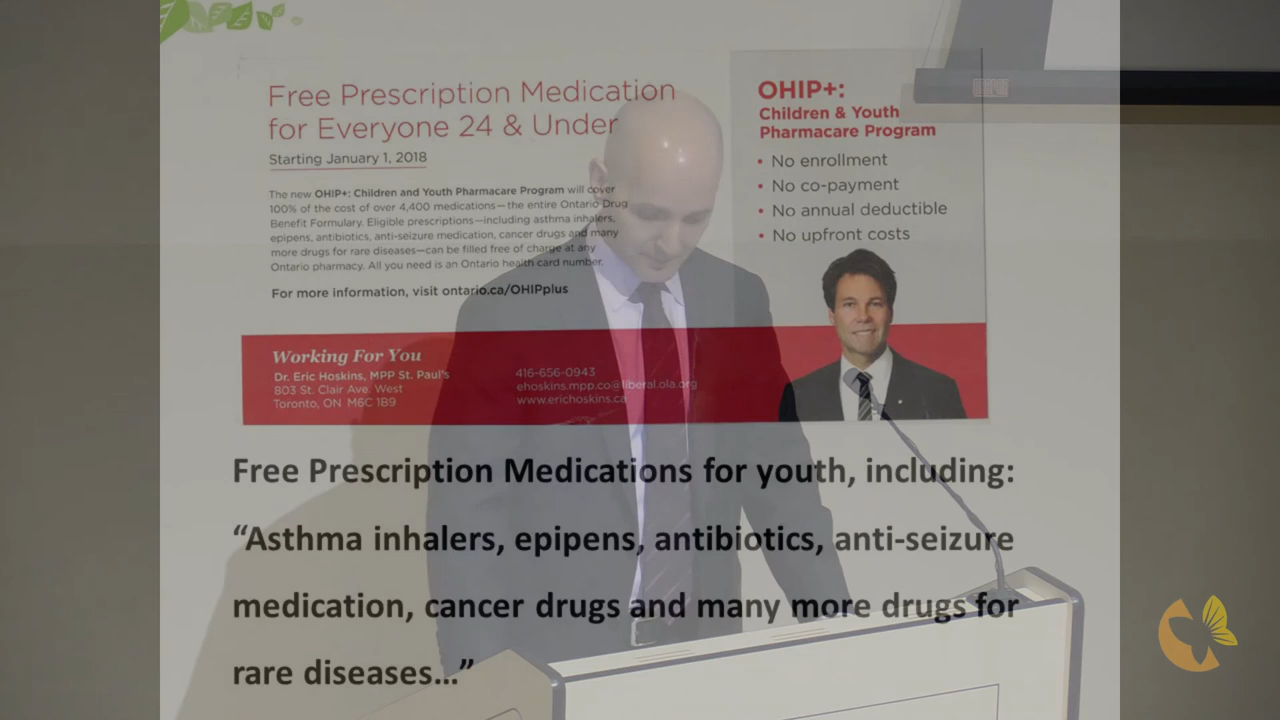 Free Prescription Medication
for Everyone 24 & Under
Starting January 1, 2018
The new OHIP+: Children and Youth Pharmacare Program will cover
100% of the cost of over 4,400 medications—the entire Ontario Drug
Benefit Formulary. Eligible prescriptions—including asthma inhalers,
epipens, antibiotics, anti-seizure medication, cancer drugs and many
more drugs for rare diseases—can be filled free of charge at any
Ontario pharmacy. All you need is an Ontario health card number.
For more information, visit ontario.ca/OHIPplus
OHIP+:
Children & Youth
Pharmacare Program
• No enrollment
• No co-payment
• No annual deductible
• No upfront costs
Working For You
Dr. Eric Hoskins, MPP St. Paul's
803 St. Clair Ave. West
Toronto, ON M6C 1B9
416-656-0943
ehoskins.mpp.co@liberal.ola.org
www.erichoskins.ca
Free Prescription Medications for youth, including:
“Asthma inhalers, epipens, antibiotics, anti-seizure
medication, cancer drugs and many more drugs for
rare diseases...”